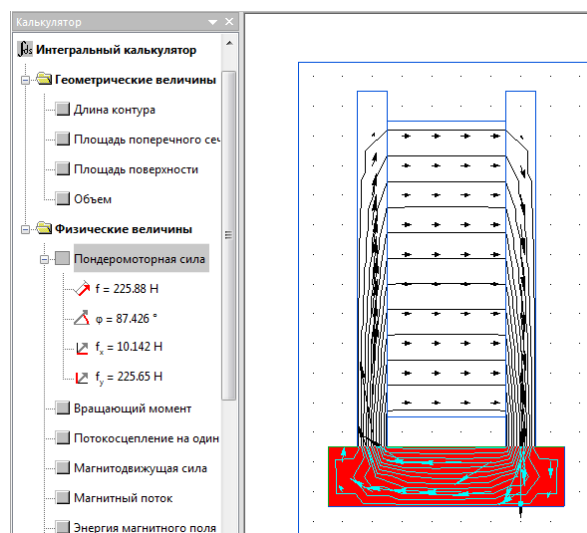 Калькулятор
Интегральный калькулятор
Геометрические величины
Длина контура
Площадь поперечного сеч
Площадь поверхности
Объем
Физические величины
Пондеромоторная сила
f = 225.88 Н
φ = 87.426 °
fx = 10.142 Н
fy = 225.65 Н
Вращающий момент
Потокосцепление на один
Магнитодвижущая сила
Магнитный поток
Энергия магнитного поля